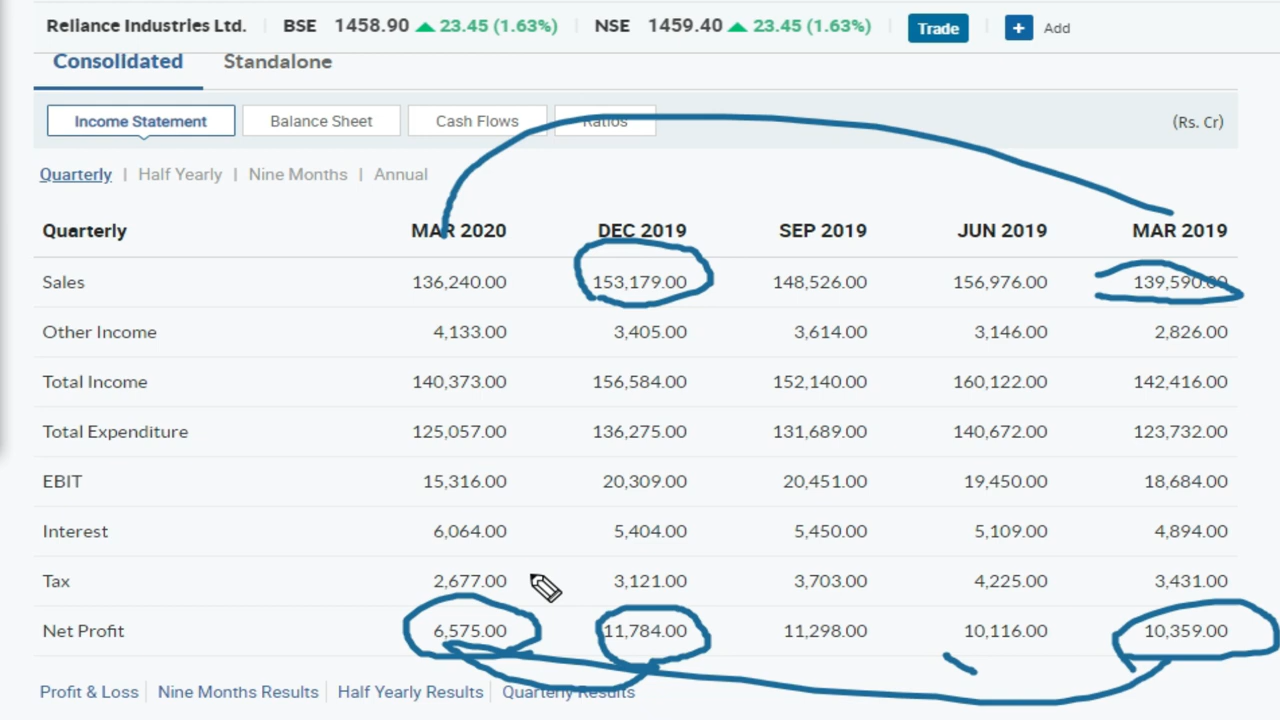 Reliance Industries Ltd. BSE 1458.90 23.45 (1.63%) NSE 1459.40 23.45 (1.63%) Trade + Add
Consolidated Standalone
Income Statement Balance Sheet Cash Flows Ratios (Rs. Cr)
Quarterly | Half Yearly | Nine Months | Annual
Quarterly MAR 2020 DEC 2019 SEP 2019 JUN 2019 MAR 2019
Sales 136,240.00 153,179.00 148,526.00 156,976.00 139,590.00
Other Income 4,133.00 3,405.00 3,614.00 3,146.00 2,826.00
Total Income 140,373.00 156,584.00 152,140.00 160,122.00 142,416.00
Total Expenditure 125,057.00 136,275.00 131,689.00 140,672.00 123,732.00
EBIT 15,316.00 20,309.00 20,451.00 19,450.00 18,684.00
Interest 6,064.00 5,404.00 5,450.00 5,109.00 4,894.00
Tax 2,677.00 3,121.00 3,703.00 4,225.00 3,431.00
Net Profit 6,575.00 11,784.00 11,298.00 10,116.00 10,359.00
Profit & Loss | Nine Months Results | Half Yearly Results | Quarterly Results